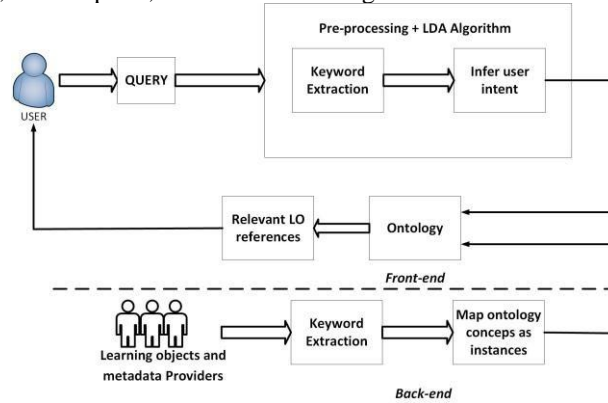 Pre-processing + LDA Algorithm
Keyword
Extraction
Infer user
intent
QUERY
USER
Relevant LO
references
Ontology
Front-end
Learning objects and
metadata Providers
Keyword
Extraction
Map ontology
conceps as
instances
Back-end